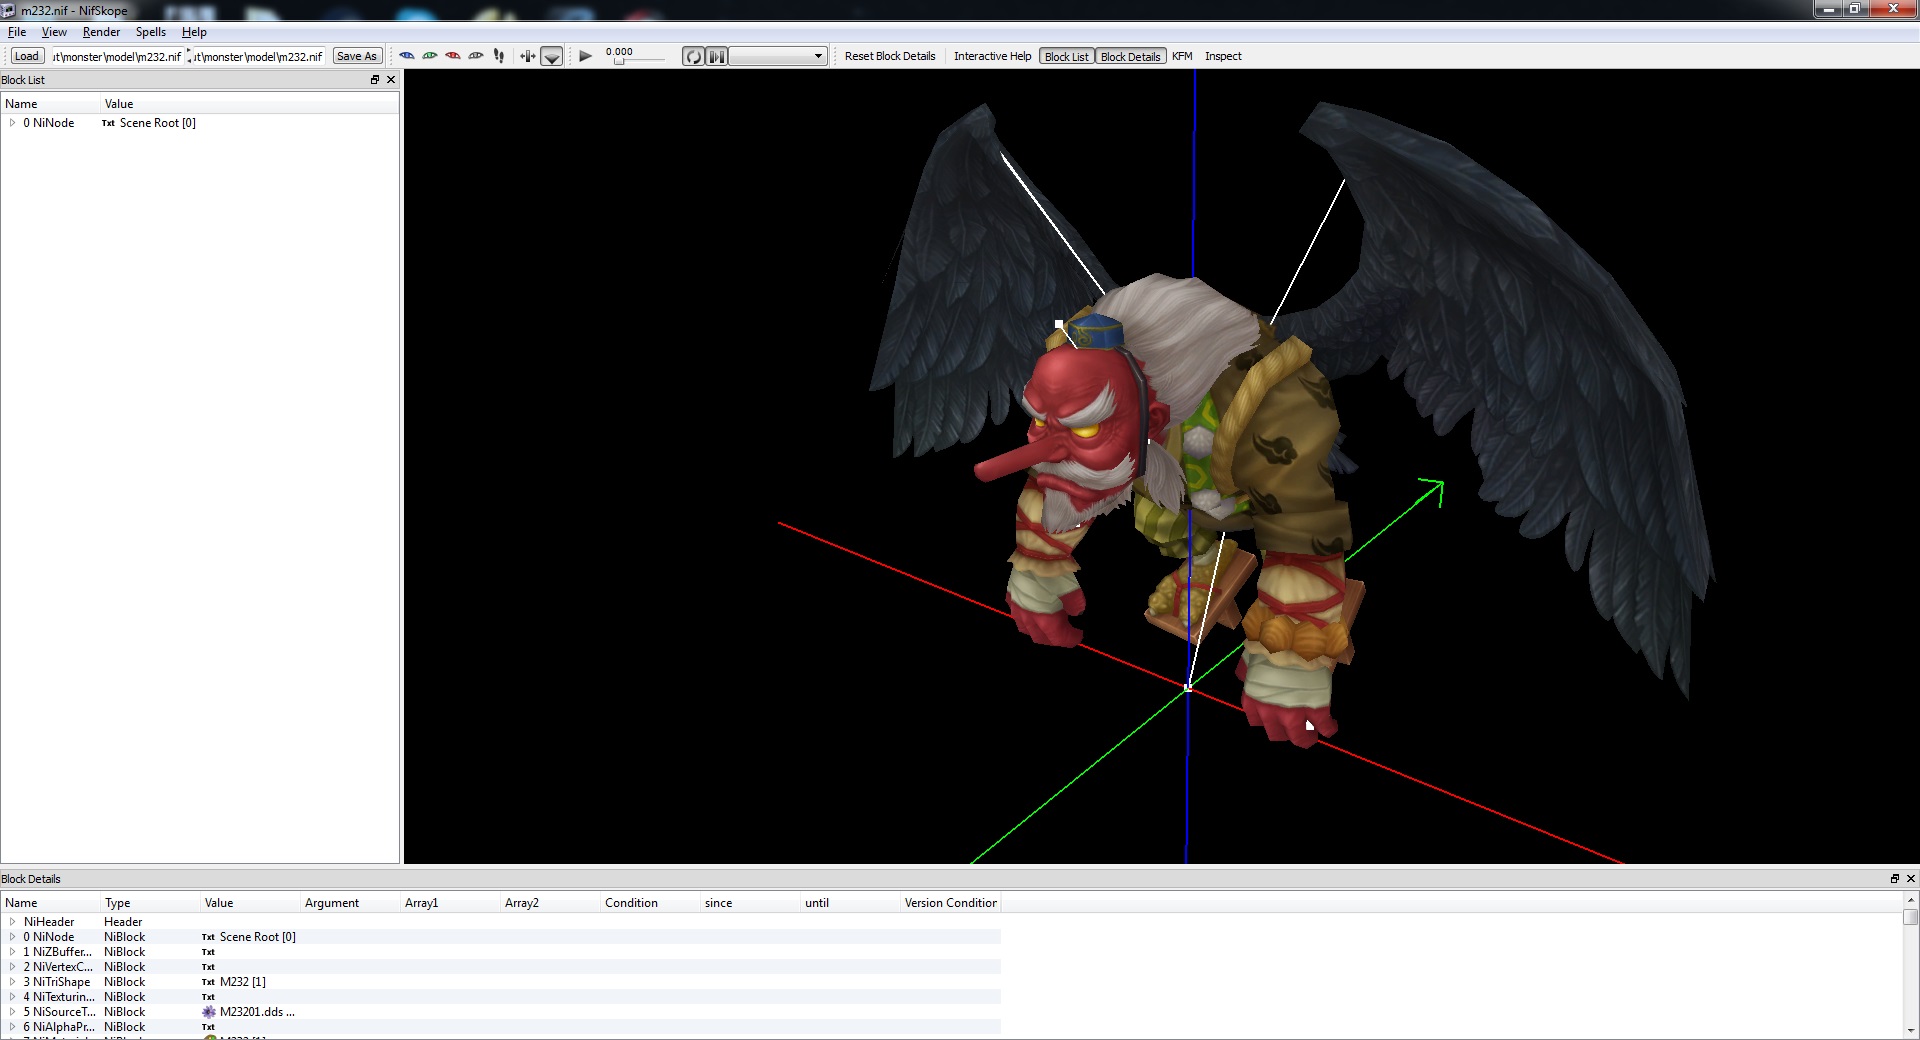 m232.nif - NifSkope
File View Render Spells Help
Load ut\monster\model\m232.nif ut\monster\model\m232.nif Save As 0.000 Reset Block Details Interactive Help Block List Block Details KFM Inspect
Block List
Name Value
0 NiNode Txt Scene Root [0]
Block Details
Name Type Value Argument Array1 Array2 Condition since until Version Condition
NiHeader Header
0 NiNode NiBlock Txt Scene Root [0]
1 NiZBuffer... NiBlock Txt
2 NiVertexC... NiBlock Txt
3 NiTriShape NiBlock Txt M232 [1]
4 NiTexturin... NiBlock Txt
5 NiSourceT... NiBlock M23201.dds ...
6 NiAlphaPr... NiBlock Txt